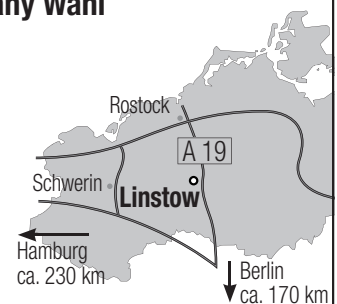 Rostock
A 19
Schwerin
Linstow
Hamburg
ca. 230 km
Berlin
ca. 170 km